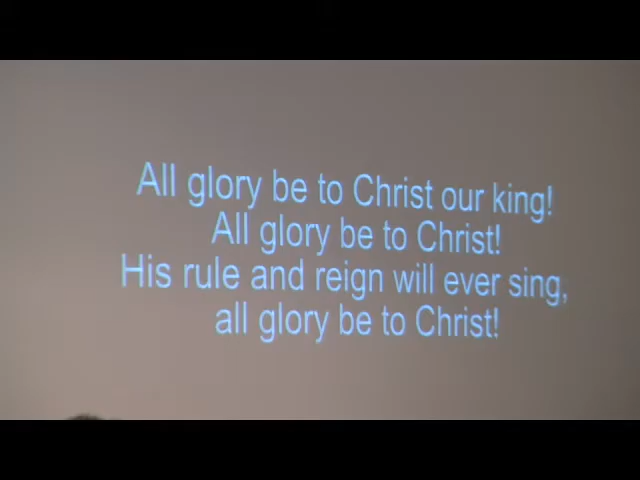 All glory be to Christ our king!
All glory be to Christ!
His rule and reign will ever sing,
all glory be to Christ!